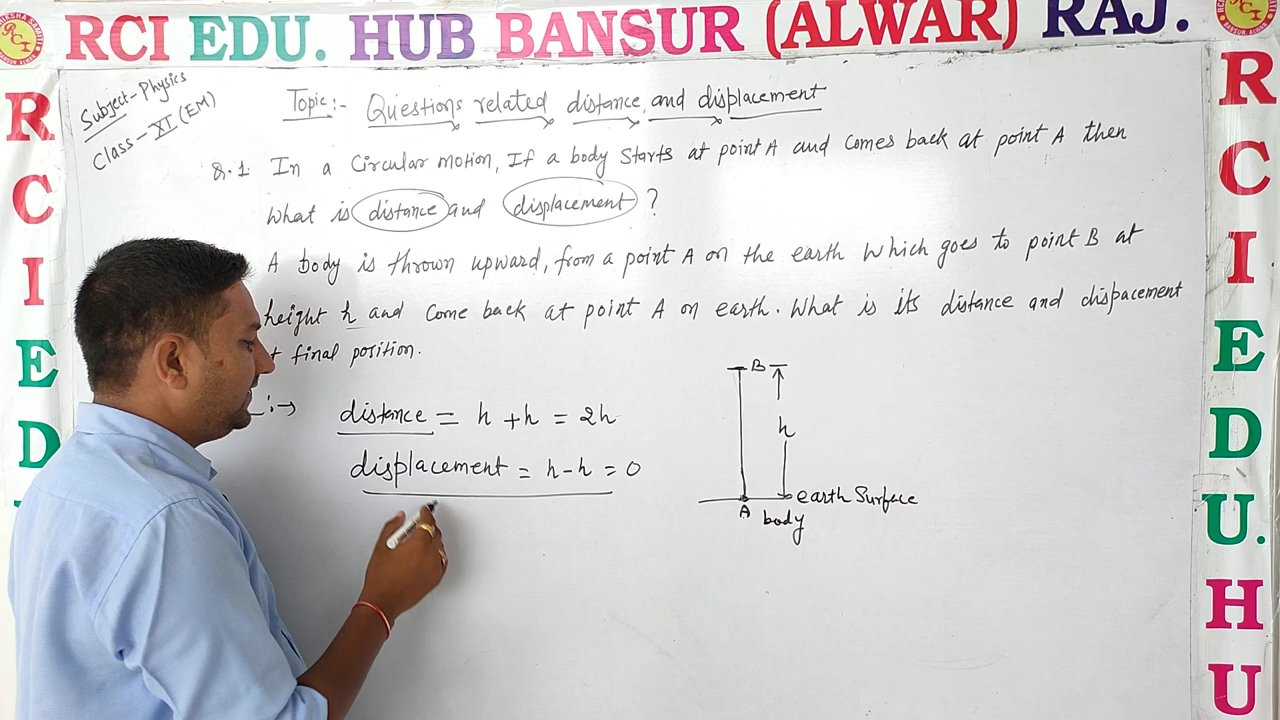 RCI EDU. HUB BANSUR (ALWAR) RAJ.
Subject-Physics
Class-XI (EM)
Topic:- Questions related distance and displacement
Q.1. In a Circular motion, If a body Starts at point A and Comes back at point A then
What is distance and displacement ?
A body is thrown upward, from a point A on the earth Which goes to point B at
height h and Come back at point A on earth. What is its distance and dispacement
final position.
distance = h + h = 2h
displacement = h-h = 0
B
h
earth Surface
A
body
R
C
I
E
D
R
C
I
E
D
U.
H
U